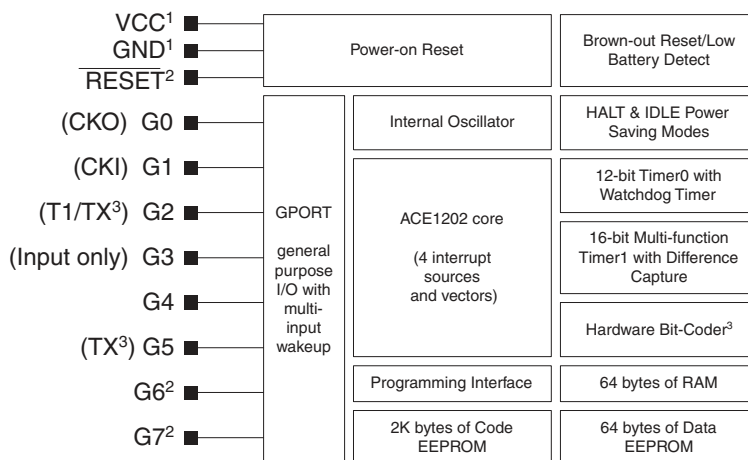 VCC¹
GND¹
RESET²
Power-on Reset
Brown-out Reset/Low
Battery Detect
(CKO) G0
(CKI) G1
(T1/TX³) G2
(Input only) G3
G4
(TX³) G5
G6²
G7²
GPORT
general
purpose
I/O with
multi-
input
wakeup
Internal Oscillator
HALT & IDLE Power
Saving Modes
ACE1202 core
(4 interrupt
sources
and vectors)
12-bit Timer0 with
Watchdog Timer
16-bit Multi-function
Timer1 with Difference
Capture
Hardware Bit-Coder³
Programming Interface
64 bytes of RAM
2K bytes of Code
EEPROM
64 bytes of Data
EEPROM